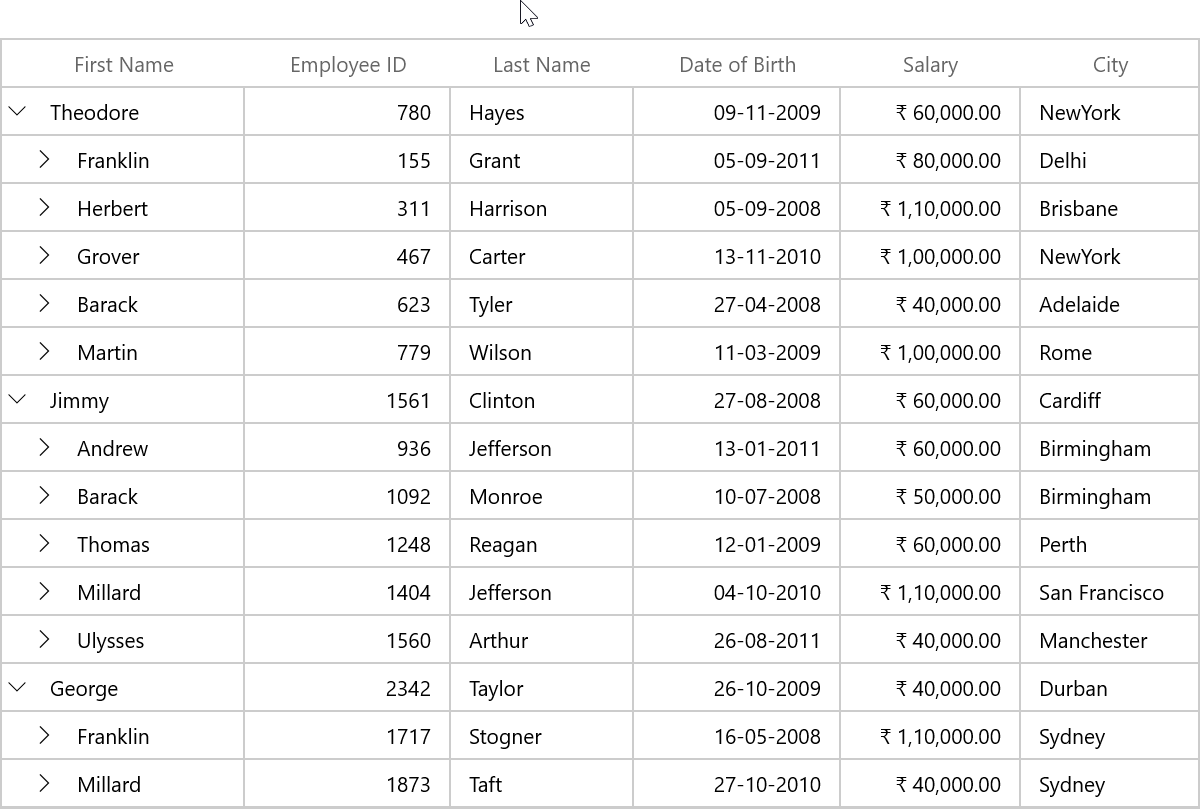 First Name Employee ID Last Name Date of Birth Salary City
Theodore 780 Hayes 09-11-2009 ₹ 60,000.00 NewYork
Franklin 155 Grant 05-09-2011 ₹ 80,000.00 Delhi
Herbert 311 Harrison 05-09-2008 ₹ 1,10,000.00 Brisbane
Grover 467 Carter 13-11-2010 ₹ 1,00,000.00 NewYork
Barack 623 Tyler 27-04-2008 ₹ 40,000.00 Adelaide
Martin 779 Wilson 11-03-2009 ₹ 1,00,000.00 Rome
Jimmy 1561 Clinton 27-08-2008 ₹ 60,000.00 Cardiff
Andrew 936 Jefferson 13-01-2011 ₹ 60,000.00 Birmingham
Barack 1092 Monroe 10-07-2008 ₹ 50,000.00 Birmingham
Thomas 1248 Reagan 12-01-2009 ₹ 60,000.00 Perth
Millard 1404 Jefferson 04-10-2010 ₹ 1,10,000.00 San Francisco
Ulysses 1560 Arthur 26-08-2011 ₹ 40,000.00 Manchester
George 2342 Taylor 26-10-2009 ₹ 40,000.00 Durban
Franklin 1717 Stogner 16-05-2008 ₹ 1,10,000.00 Sydney
Millard 1873 Taft 27-10-2010 ₹ 40,000.00 Sydney